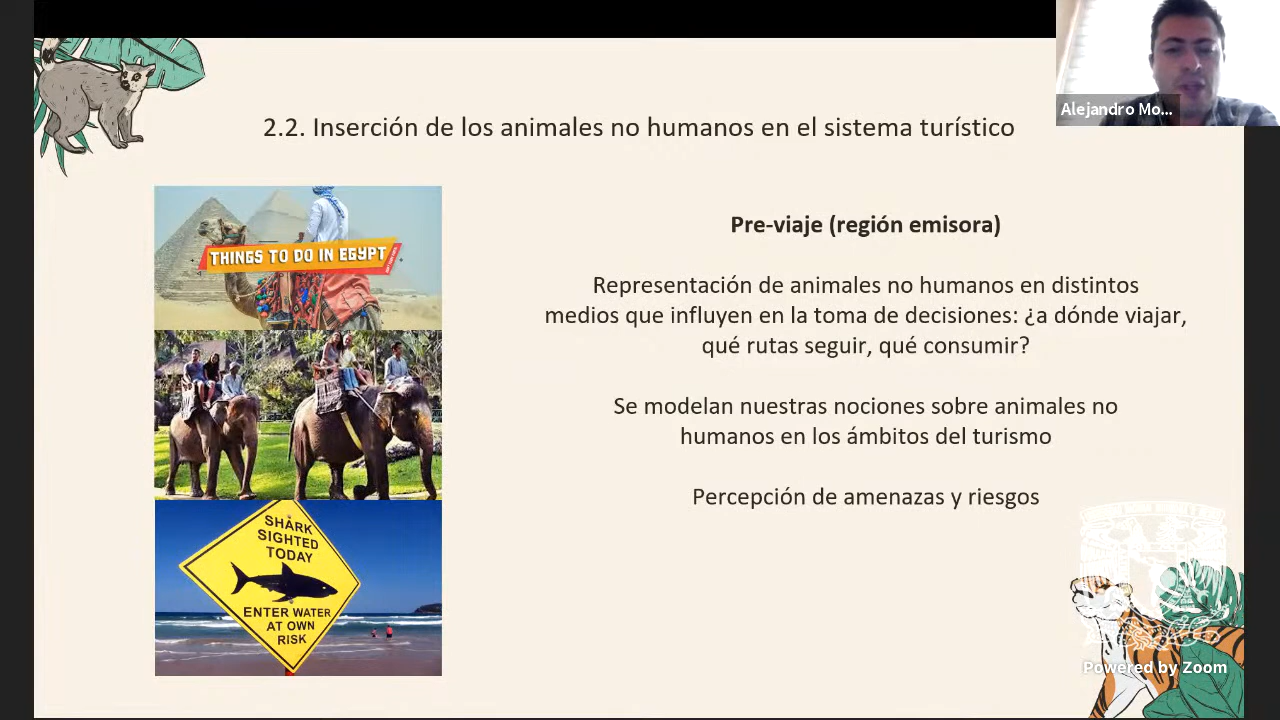 Alejandro Mo...
2.2. Inserción de los animales no humanos en el sistema turístico
THINGS TO DO IN EGYPT
SHARK
SIGHTED
TODAY
ENTER WATER
AT OWN
RISK
Pre-viaje (región emisora)
Representación de animales no humanos en distintos
medios que influyen en la toma de decisiones: ¿a dónde viajar,
qué rutas seguir, qué consumir?
Se modelan nuestras nociones sobre animales no
humanos en los ámbitos del turismo
Percepción de amenazas y riesgos
Powered by Zoom